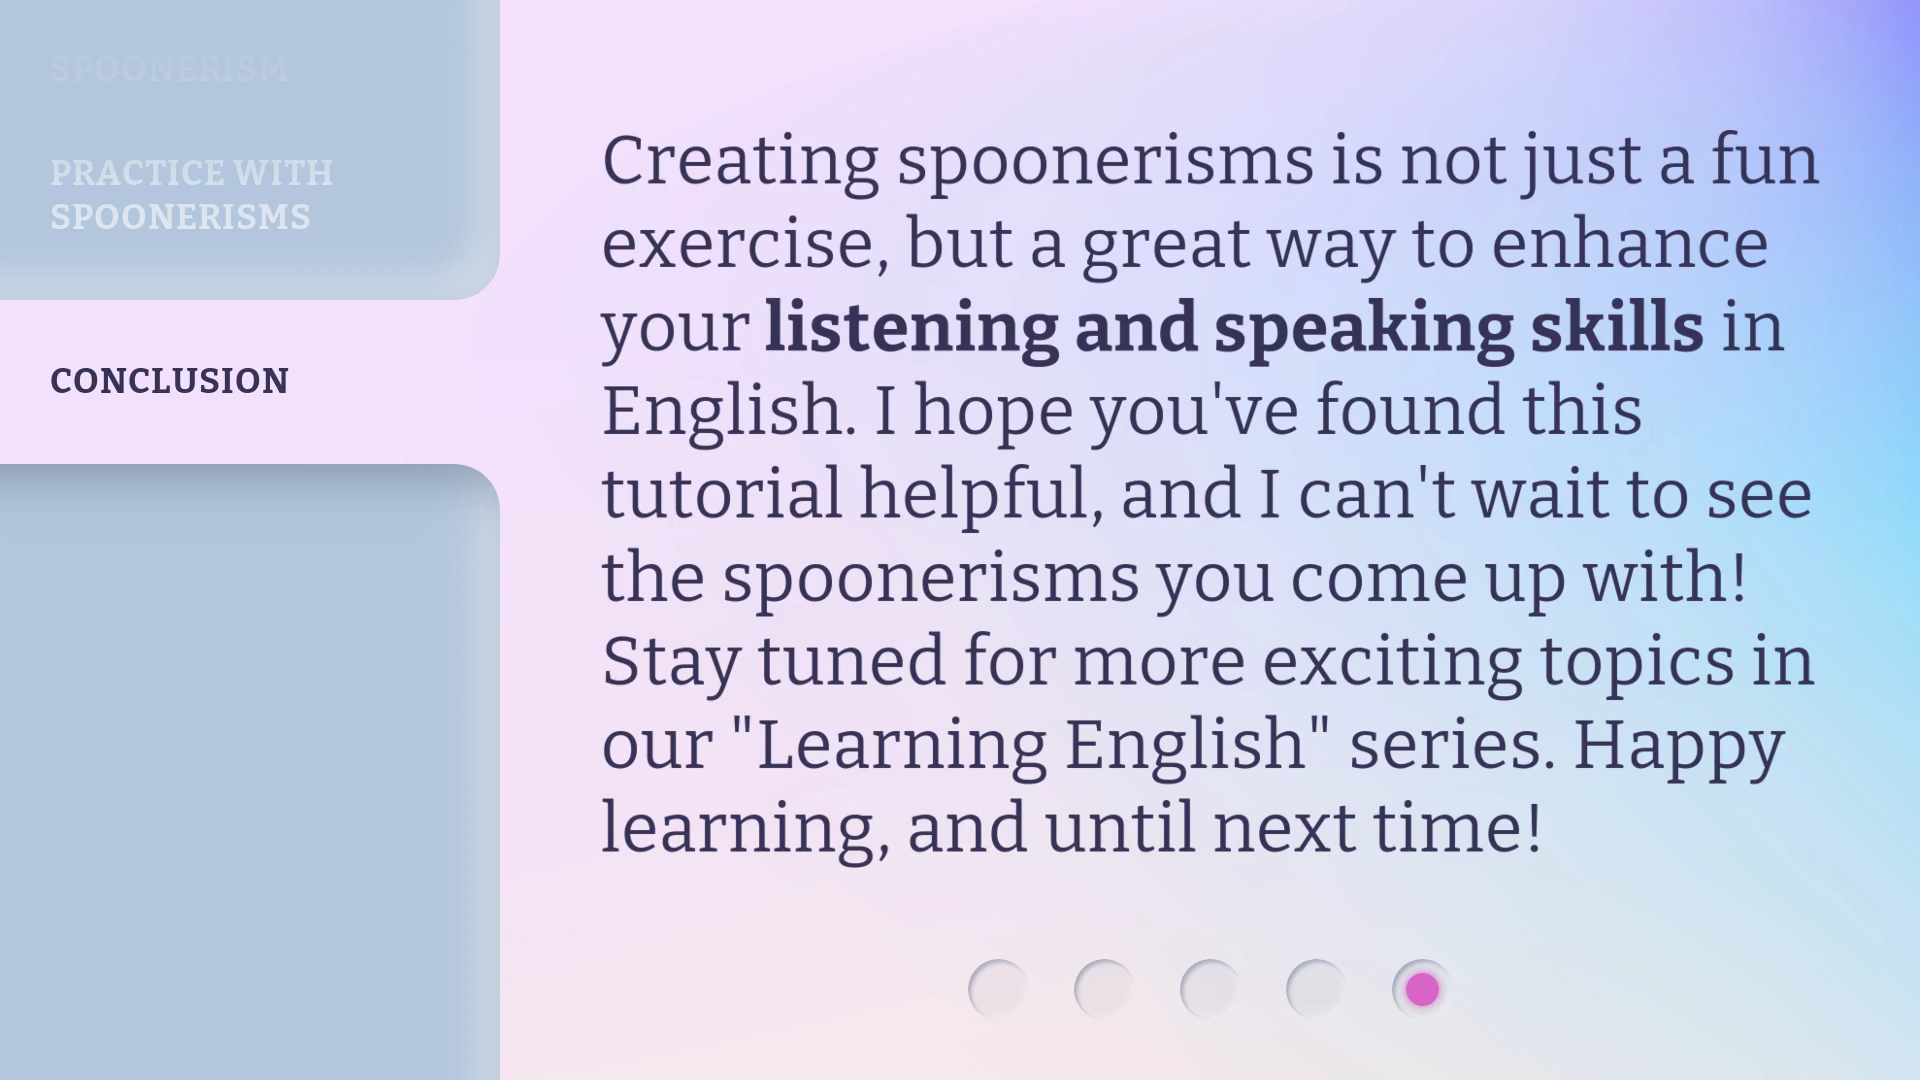 SPOONERISM
PRACTICE WITH
SPOONERISMS
CONCLUSION
Creating spoonerisms is not just a fun
exercise, but a great way to enhance
your listening and speaking skills in
English. I hope you've found this
tutorial helpful, and I can't wait to see
the spoonerisms you come up with!
Stay tuned for more exciting topics in
our "Learning English" series. Happy
learning, and until next time!